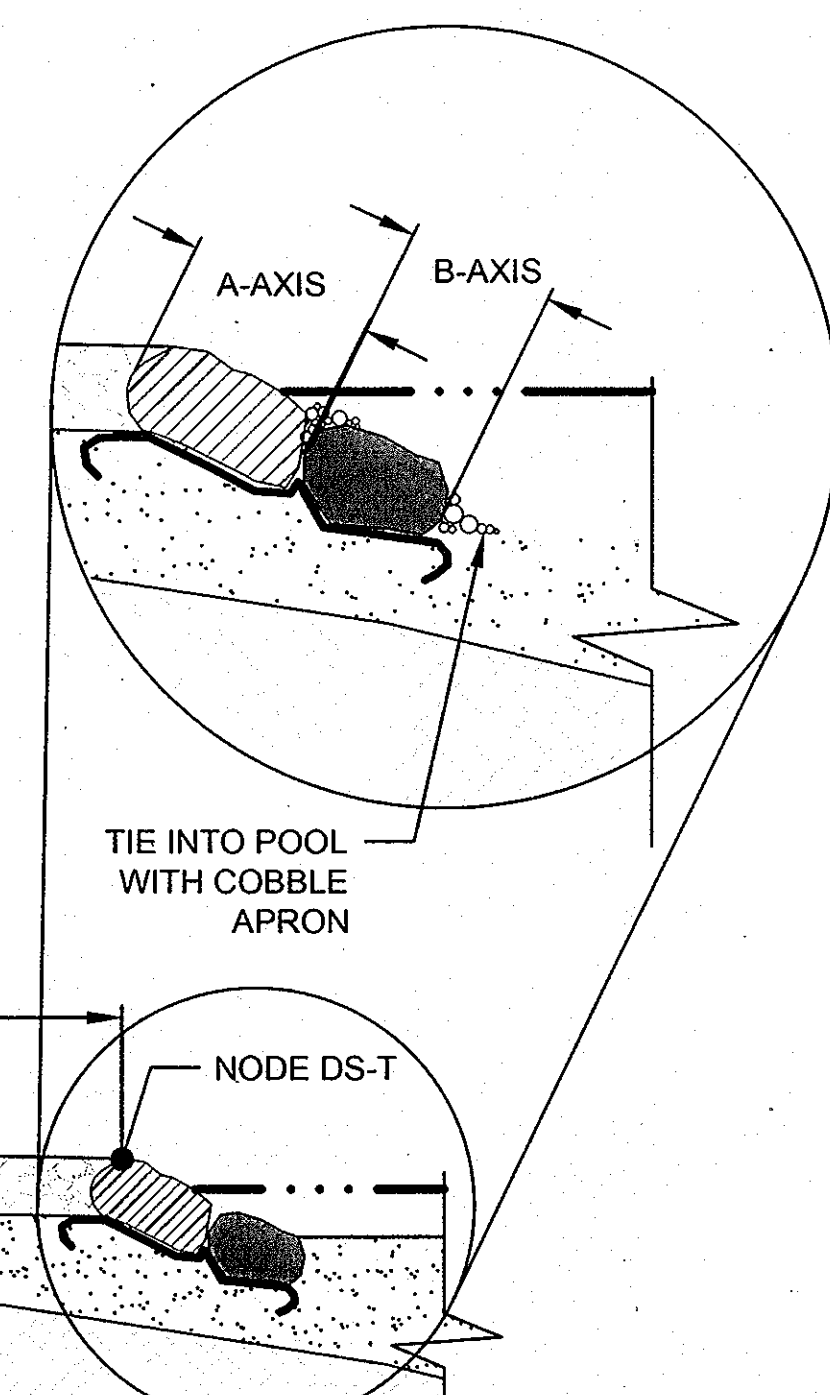 A-AXIS
B-AXIS
TIE INTO POOL
WITH COBBLE
APRON
NODE DS-T